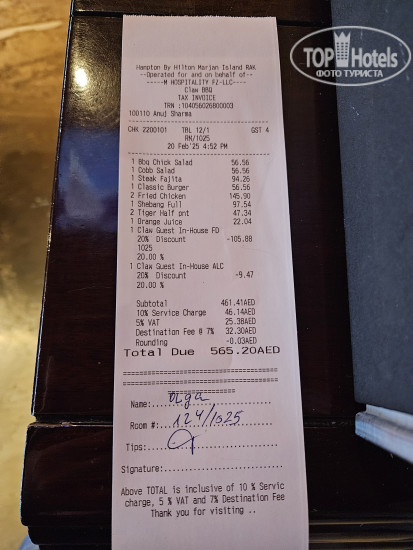 TOP Hotels
ФОТО ТУРИСТА
Hampton By Hilton Marjan Island RAK
--Operated for and on behalf of--
-----M HOSPITALITY FZ-LLC
Claw BBQ
TAX INVOICE
TRN :104056026800003
100110 Anuj Sharma
CHK 2200101 TBL 12/1 GST 4
RN/1025
20 Feb'25 4:52 PM
1 Bbq Chick Salad 56.56
1 Cobb Salad 56.56
1 Steak Fajita 94.26
1 Classic Burger 56.56
2 Fried Chicken 145.90
1 Shebang Full 97.54
2 Tiger Half pnt 47.34
1 Orange Juice 22.04
1 Claw Guest In-House FD
20% Discount -105.88
1025
20.00 %
1 Claw Guest In-House ALC
20% Discount -9.47
20.00 %
Subtotal 461.41AED
10% Service Charge 46.14AED
5% VAT 25.38AED
Destination Fee @ 7% 32.30AED
Rounding -0.03AED
Total Due 565.20AED
Name: Olga
Room #: 124/1025
Tips:
Signature:
Above TOTAL is inclusive of 10 % Servic
charge, 5 % VAT and 7% Destination Fee
Thank you for visiting ..